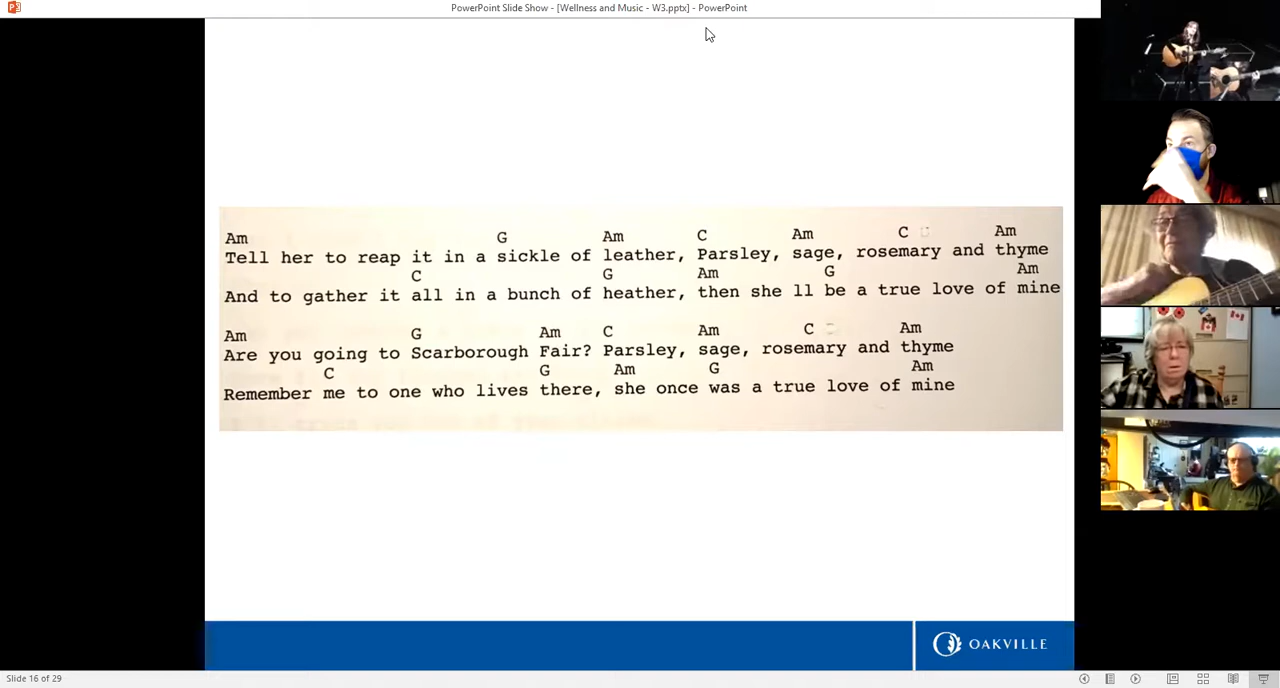 PowerPoint Slide Show - [Wellness and Music - W3.pptx] - PowerPoint
Am G Am C Am C Am
Tell her to reap it in a sickle of leather, Parsley, sage, rosemary and thyme
C G Am G Am
And to gather it all in a bunch of heather, then she ll be a true love of mine
Am G Am C Am C Am
Are you going to Scarborough Fair? Parsley, sage, rosemary and thyme
C G Am G Am
Remember me to one who lives there, she once was a true love of mine
OAKVILLE
Slide 16 of 29